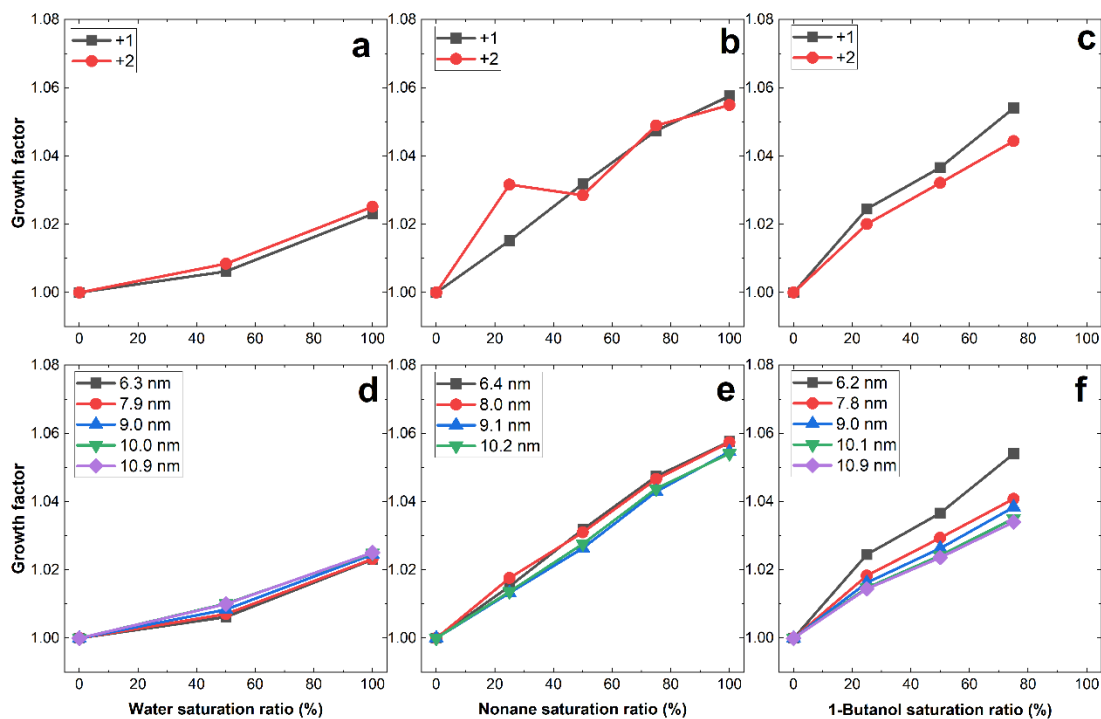 a
+1
+2
1.08
1.06
1.04
1.02
1.00
Growth factor
0 20 40 60 80 100
b
+1
+2
1.08
1.06
1.04
1.02
1.00
0 20 40 60 80 100
c
+1
+2
1.08
1.06
1.04
1.02
1.00
0 20 40 60 80 100
d
6.3 nm
7.9 nm
9.0 nm
10.0 nm
10.9 nm
1.08
1.06
1.04
1.02
1.00
Growth factor
0 20 40 60 80 100
Water saturation ratio (%)
e
6.4 nm
8.0 nm
9.1 nm
10.2 nm
1.08
1.06
1.04
1.02
1.00
0 20 40 60 80 100
Nonane saturation ratio (%)
f
6.2 nm
7.8 nm
9.0 nm
10.1 nm
10.9 nm
1.08
1.06
1.04
1.02
1.00
0 20 40 60 80 100
1-Butanol saturation ratio (%)